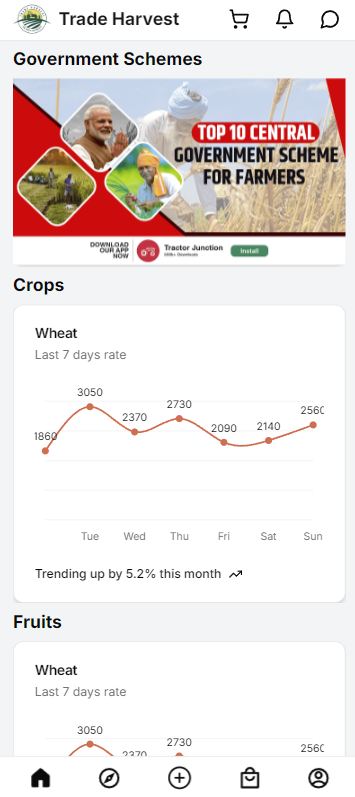 Trade Harvest
Government Schemes
TOP 10 CENTRAL
GOVERNMENT SCHEME
FOR FARMERS
DOWNLOAD
OUR APP
NOW
Tractor Junction
Install
Crops
Wheat
Last 7 days rate
3050
2730
2560
2370
1860
2090
2140
Tue Wed Thu Fri Sat Sun
Trending up by 5.2% this month
Fruits
Wheat
Last 7 days rate
3050
2730
2560
2370